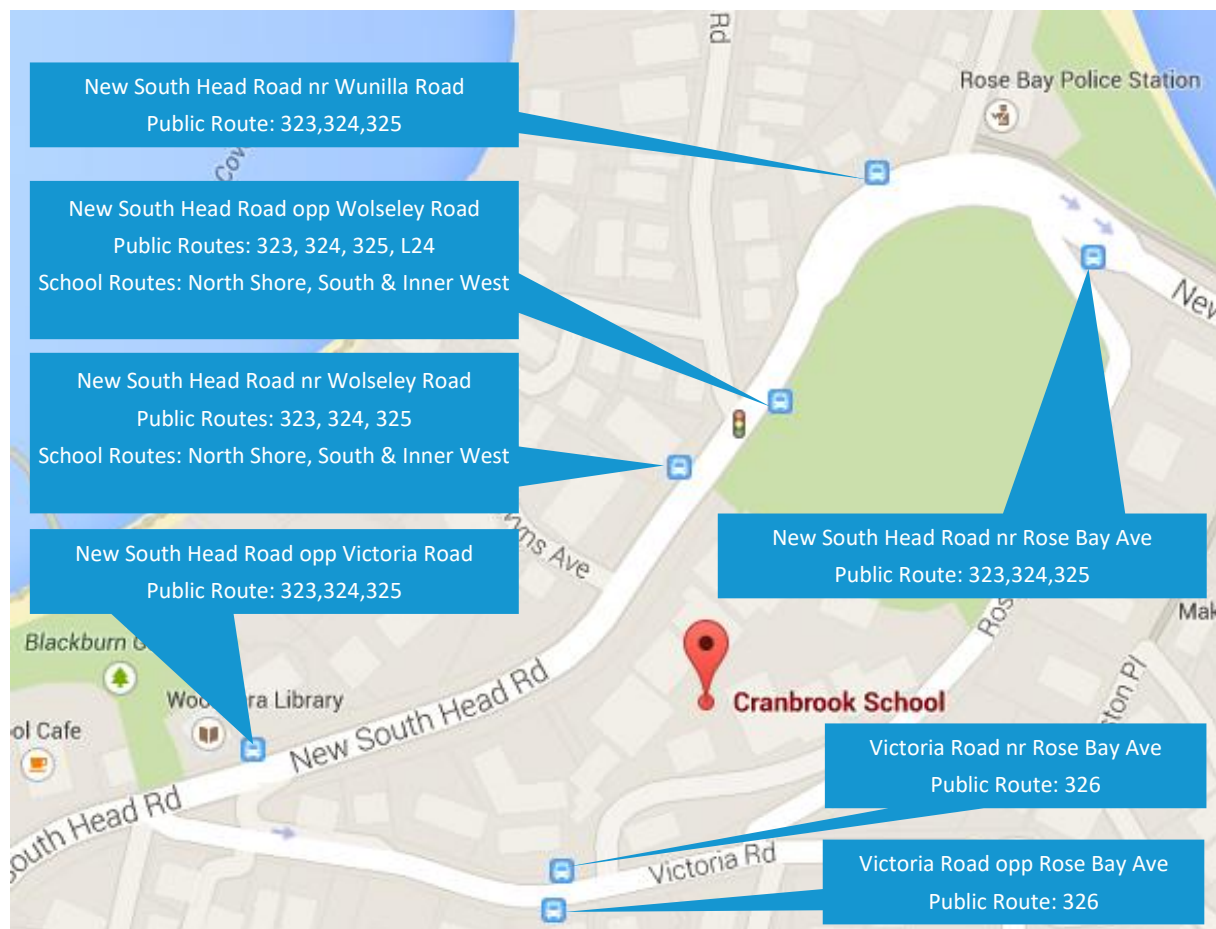 Rd
Rose Bay Police Station
New South Head Road nr Wunilla Road
Public Route: 323,324,325
Cov
New South Head Road opp Wolseley Road
Public Routes: 323, 324, 325, L24
School Routes: North Shore, South & Inner West
New
New South Head Road nr Wolseley Road
Public Routes: 323, 324, 325
School Routes: North Shore, South & Inner West
Ave
New South Head Road nr Rose Bay Ave
Public Route: 323,324,325
New South Head Road opp Victoria Road
Public Route: 323,324,325
Blackburn G
Library
Cafe
New South Head Rd
Cranbrook School
South Head Rd
Victoria Road nr Rose Bay Ave
Public Route: 326
Victoria Rd
Victoria Road opp Rose Bay Ave
Public Route: 326